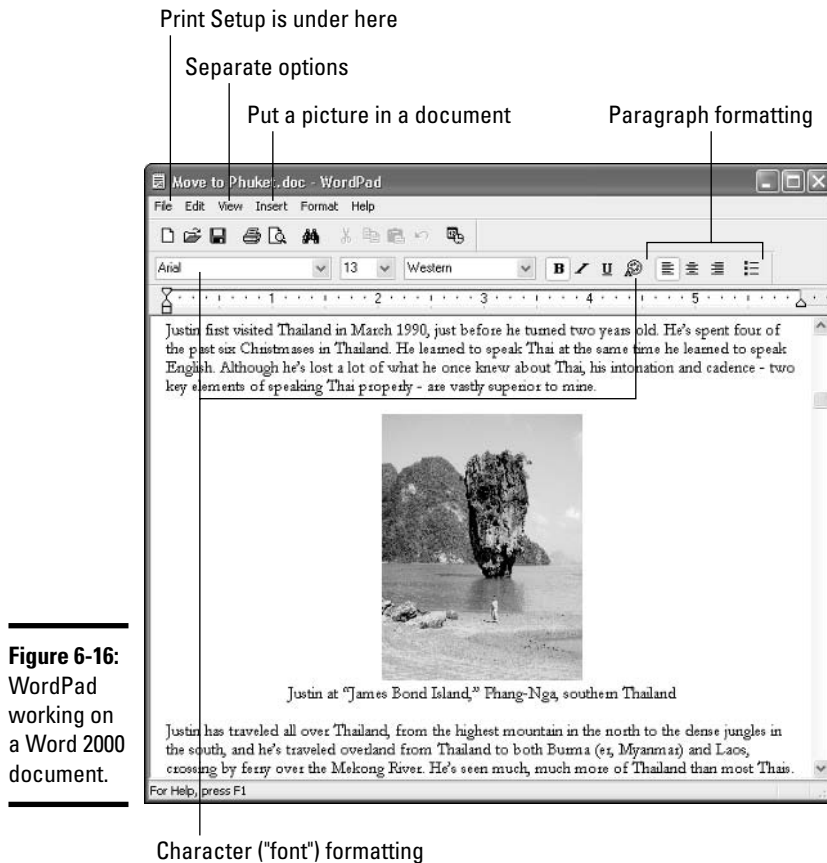 Print Setup is under here
Separate options
Put a picture in a document
Paragraph formatting
Move to Phuket.doc - WordPad
File Edit View Insert Format Help
Arial 13 Western B I U
1 2 3 4 5
Justin first visited Thailand in March 1990, just before he turned two years old. He's spent four of
the past six Christmases in Thailand. He learned to speak Thai at the same time he learned to speak
English. Although he's lost a lot of what he once knew about Thai, his intonation and cadence - two
key elements of speaking Thai properly - are vastly superior to mine.
Justin at "James Bond Island," Phang-Nga, southern Thailand
Justin has traveled all over Thailand, from the highest mountain in the north to the dense jungles in
the south, and he's traveled overland from Thailand to both Burma (er, Myanmar) and Laos,
crossing by ferry over the Mekong River. He's seen much, much more of Thailand than most Thais.
For Help, press F1
Character ("font") formatting
Figure 6-16:
WordPad
working on
a Word 2000
document.